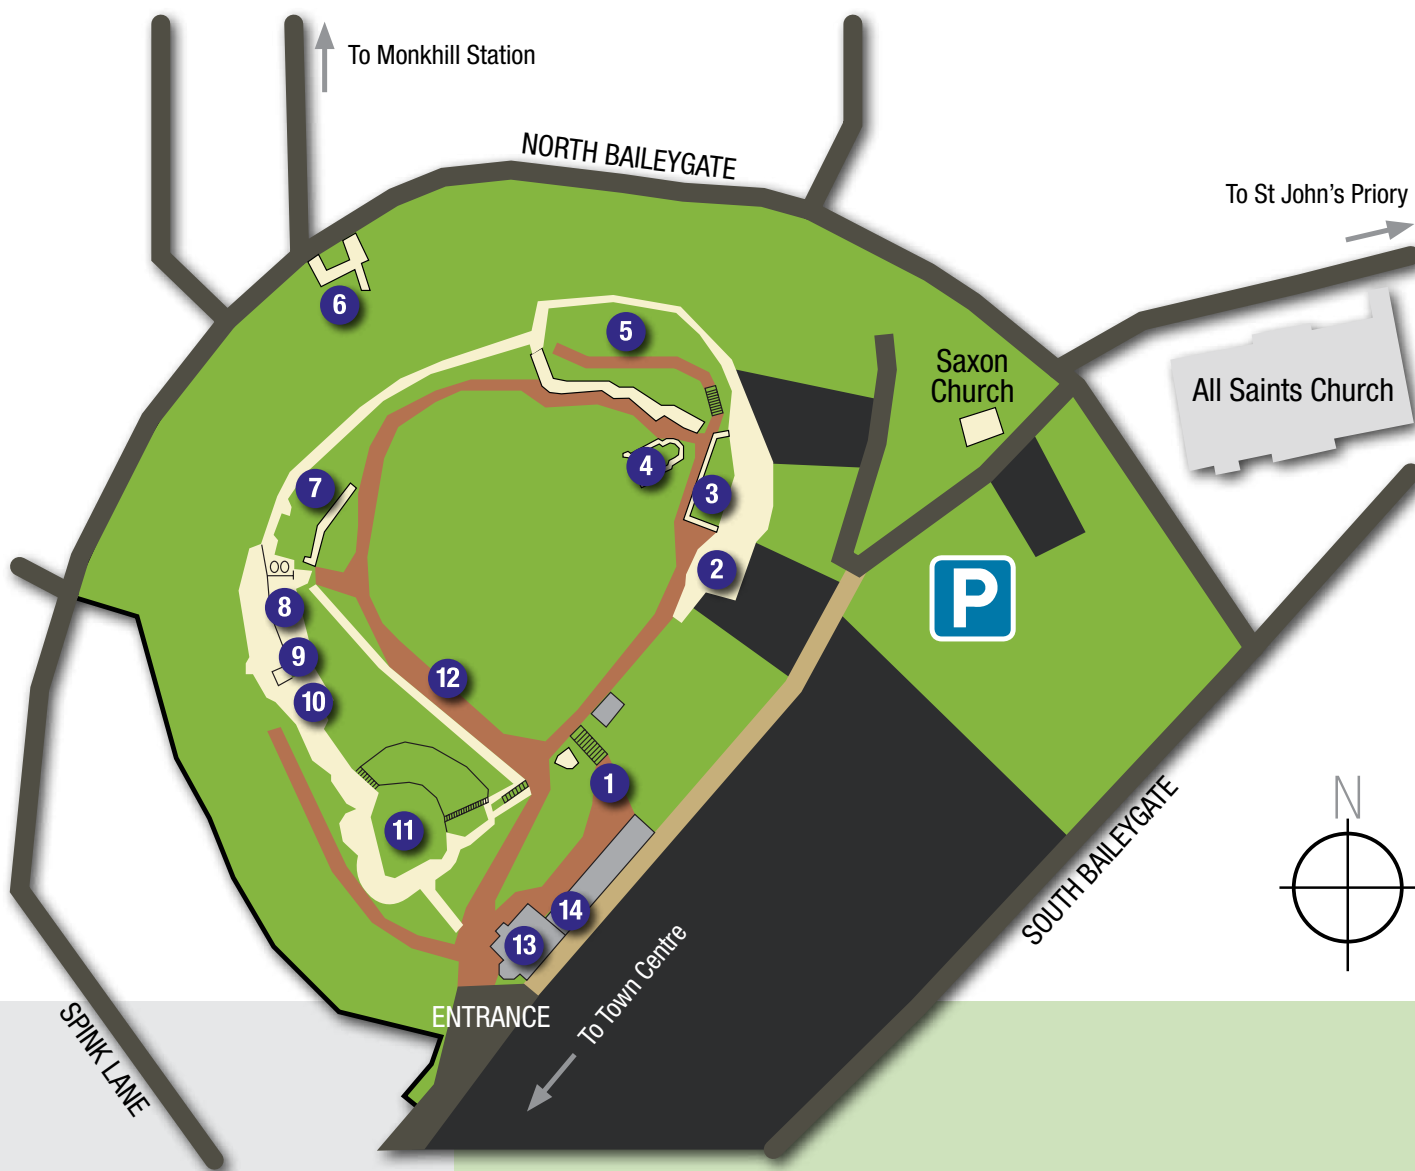 To Monkhill Station
NORTH BAILEYGATE
To St John's Priory
Saxon
Church
All Saints Church
6
5
4
3
7
2
P
8
9
10
12
1
11
14
13
N
SOUTH BAILEYGATE
To Town Centre
ENTRANCE
SPINK LANE